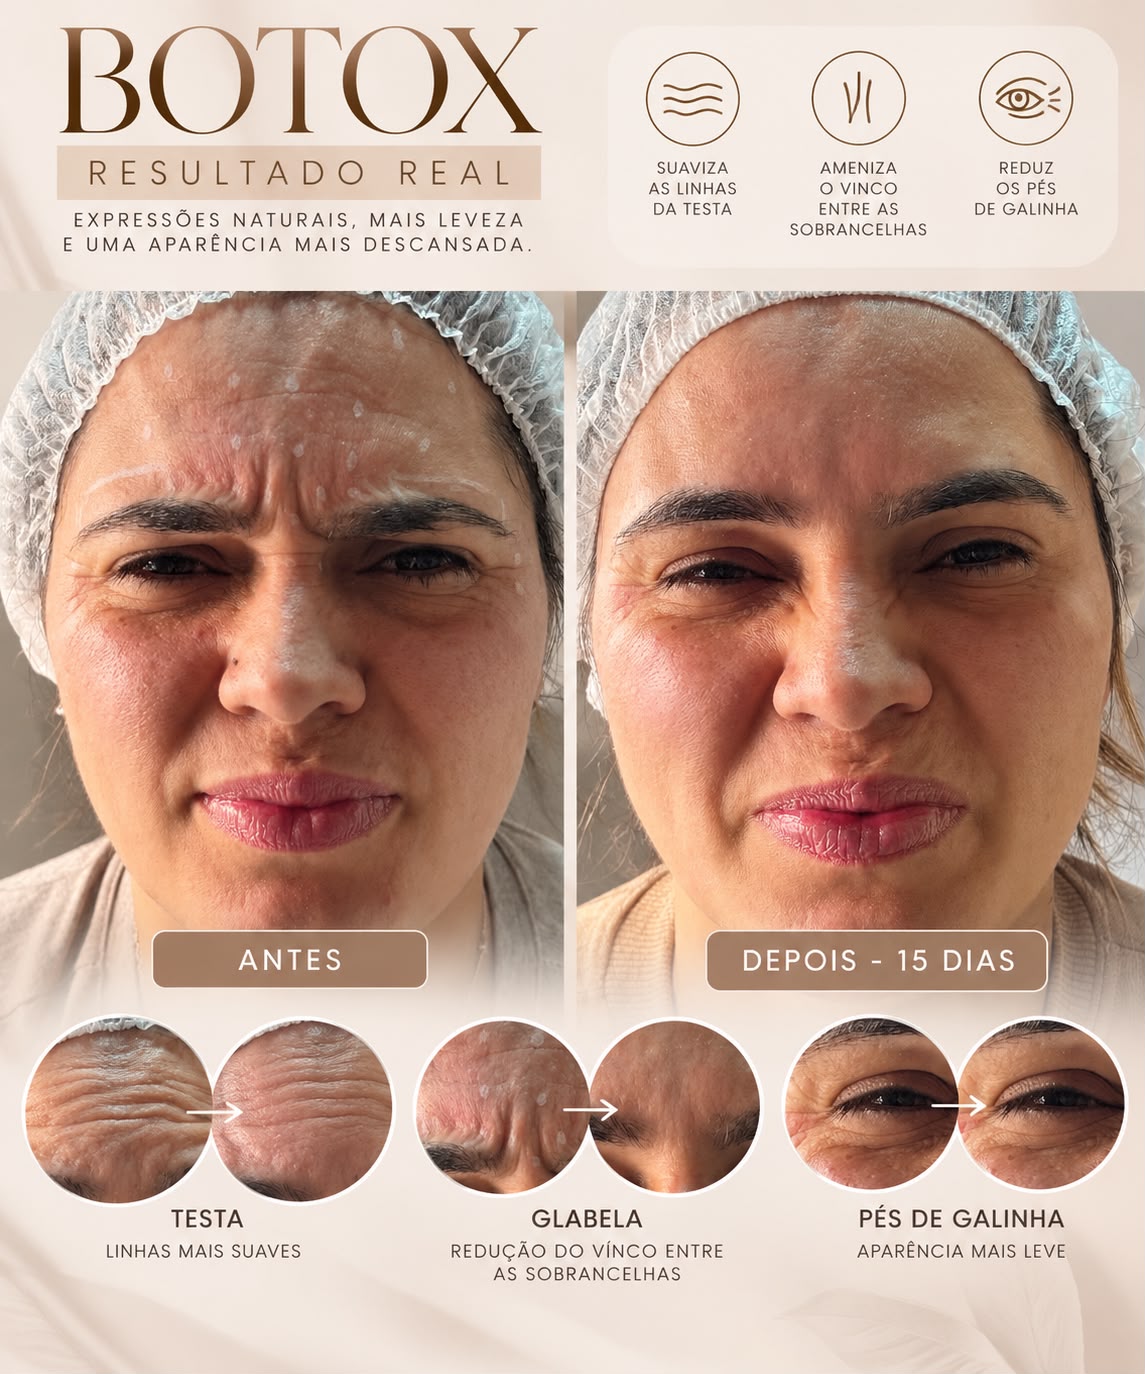 BOTOX
RESULTADO REAL
EXPRESSÕES NATURAIS, MAIS LEVEZA
E UMA APARÊNCIA MAIS DESCANSADA.
SUAVIZA
AS LINHAS
DA TESTA
AMENIZA
O VINCO
ENTRE AS
SOBRANCELHAS
REDUZ
OS PÉS
DE GALINHA
ANTES
DEPOIS - 15 DIAS
TESTA
LINHAS MAIS SUAVES
GLABELA
REDUÇÃO DO VÍNCO ENTRE
AS SOBRANCELHAS
PÉS DE GALINHA
APARÊNCIA MAIS LEVE